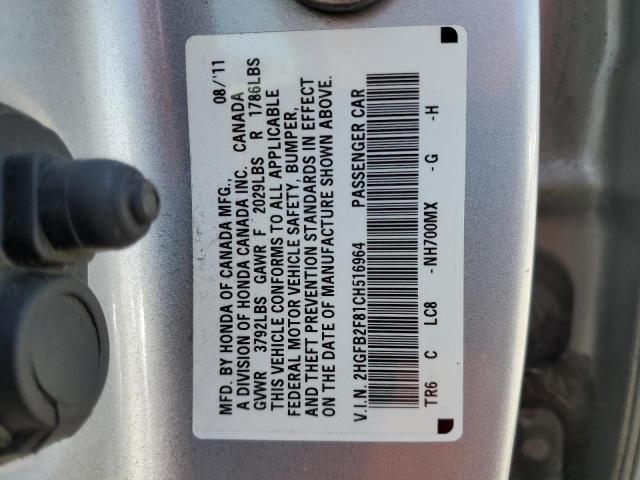 MFD. BY HONDA OF CANADA MFG., 08/'11
A DIVISION OF HONDA CANADA INC. CANADA
GVWR 3792LBS GAWR F 2029LBS R 1786LBS
THIS VEHICLE CONFORMS TO ALL APPLICABLE
FEDERAL MOTOR VEHICLE SAFETY, BUMPER,
AND THEFT PREVENTION STANDARDS IN EFFECT
ON THE DATE OF MANUFACTURE SHOWN ABOVE.
V.I.N. 2HGFB2F81CH516964 PASSENGER CAR
TR6 C LC8 -NH700MX -G -H